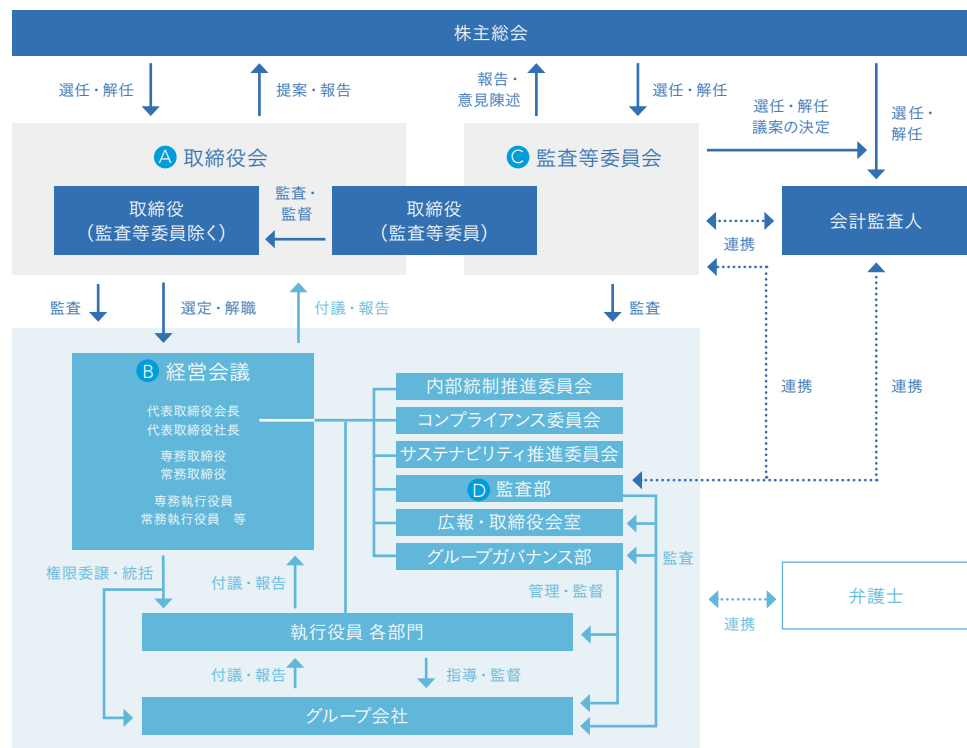 株主総会
選任・解任
提案・報告
報告・
意見陳述
選任・解任
選任・解任
議案の決定
選任・
解任
A 取締役会
C 監査等委員会
取締役
(監査等委員除く)
監査・
監督
取締役
(監査等委員)
会計監査人
連携
監査
選定・解職
付議・報告
監査
連携
連携
B 経営会議
代表取締役会長
代表取締役社長
専務取締役
常務取締役
専務執行役員
常務執行役員 等
内部統制推進委員会
コンプライアンス委員会
サステナビリティ推進委員会
D 監査部
広報・取締役会室
グループガバナンス部
監査
権限委譲・統括
付議・報告
管理・監督
弁護士
連携
執行役員 各部門
付議・報告
指導・監督
グループ会社